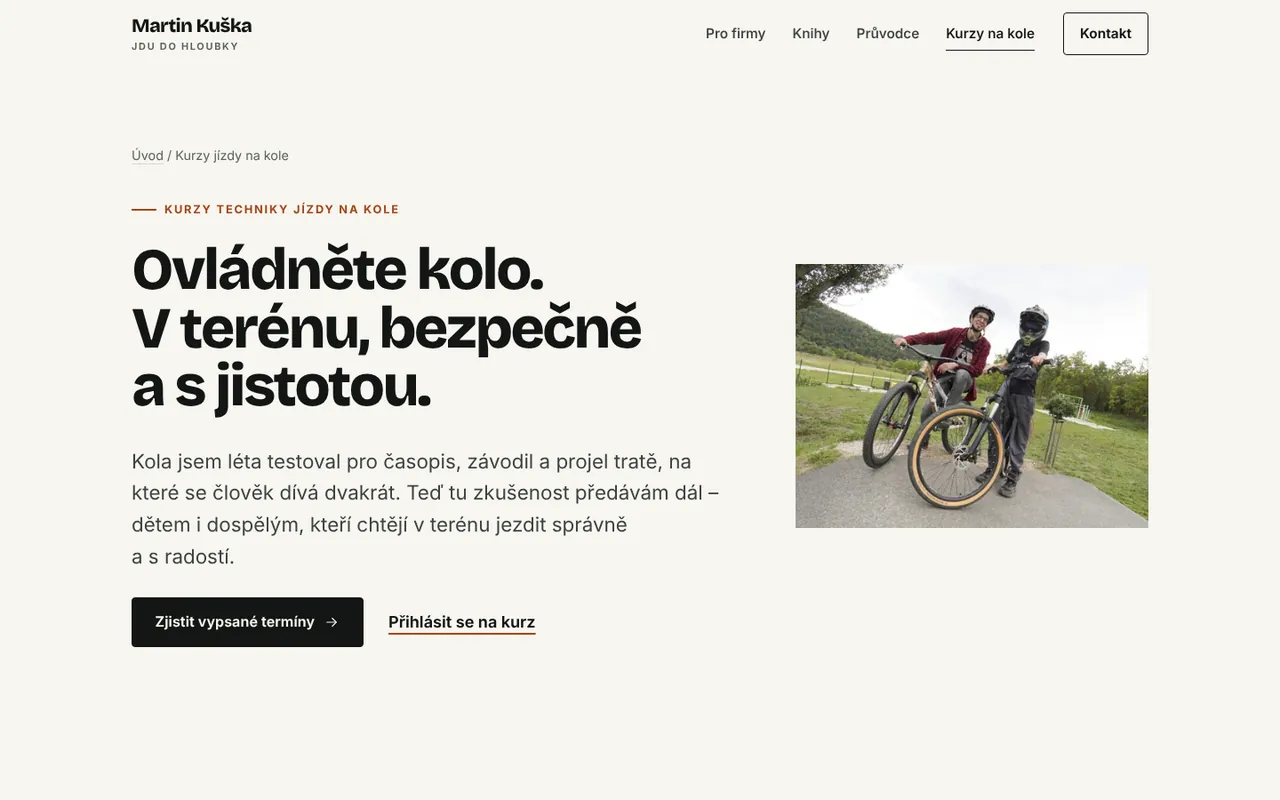 Martin Kuška
JDU DO HLOUBKY
Pro firmy
Knihy
Průvodce
Kurzy na kole
Kontakt
Úvod / Kurzy jízdy na kole
KURZY TECHNIKY JÍZDY NA KOLE
Ovládněte kolo.
V terénu, bezpečně
a s jistotou.
Kola jsem léta testoval pro časopis, závodil a projel tratě, na
které se člověk dívá dvakrát. Teď tu zkušenost předávám dál –
dětem i dospělým, kteří chtějí v terénu jezdit správně
a s radostí.
Zjistit vypsané termíny →
Přihlásit se na kurz